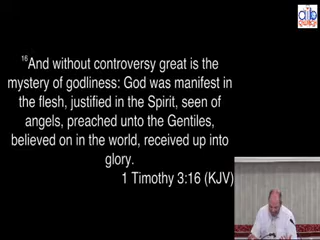 16And without controversy great is the
mystery of godliness: God was manifest in
the flesh, justified in the Spirit, seen of
angels, preached unto the Gentiles,
believed on in the world, received up into
glory.
1 Timothy 3:16 (KJV)